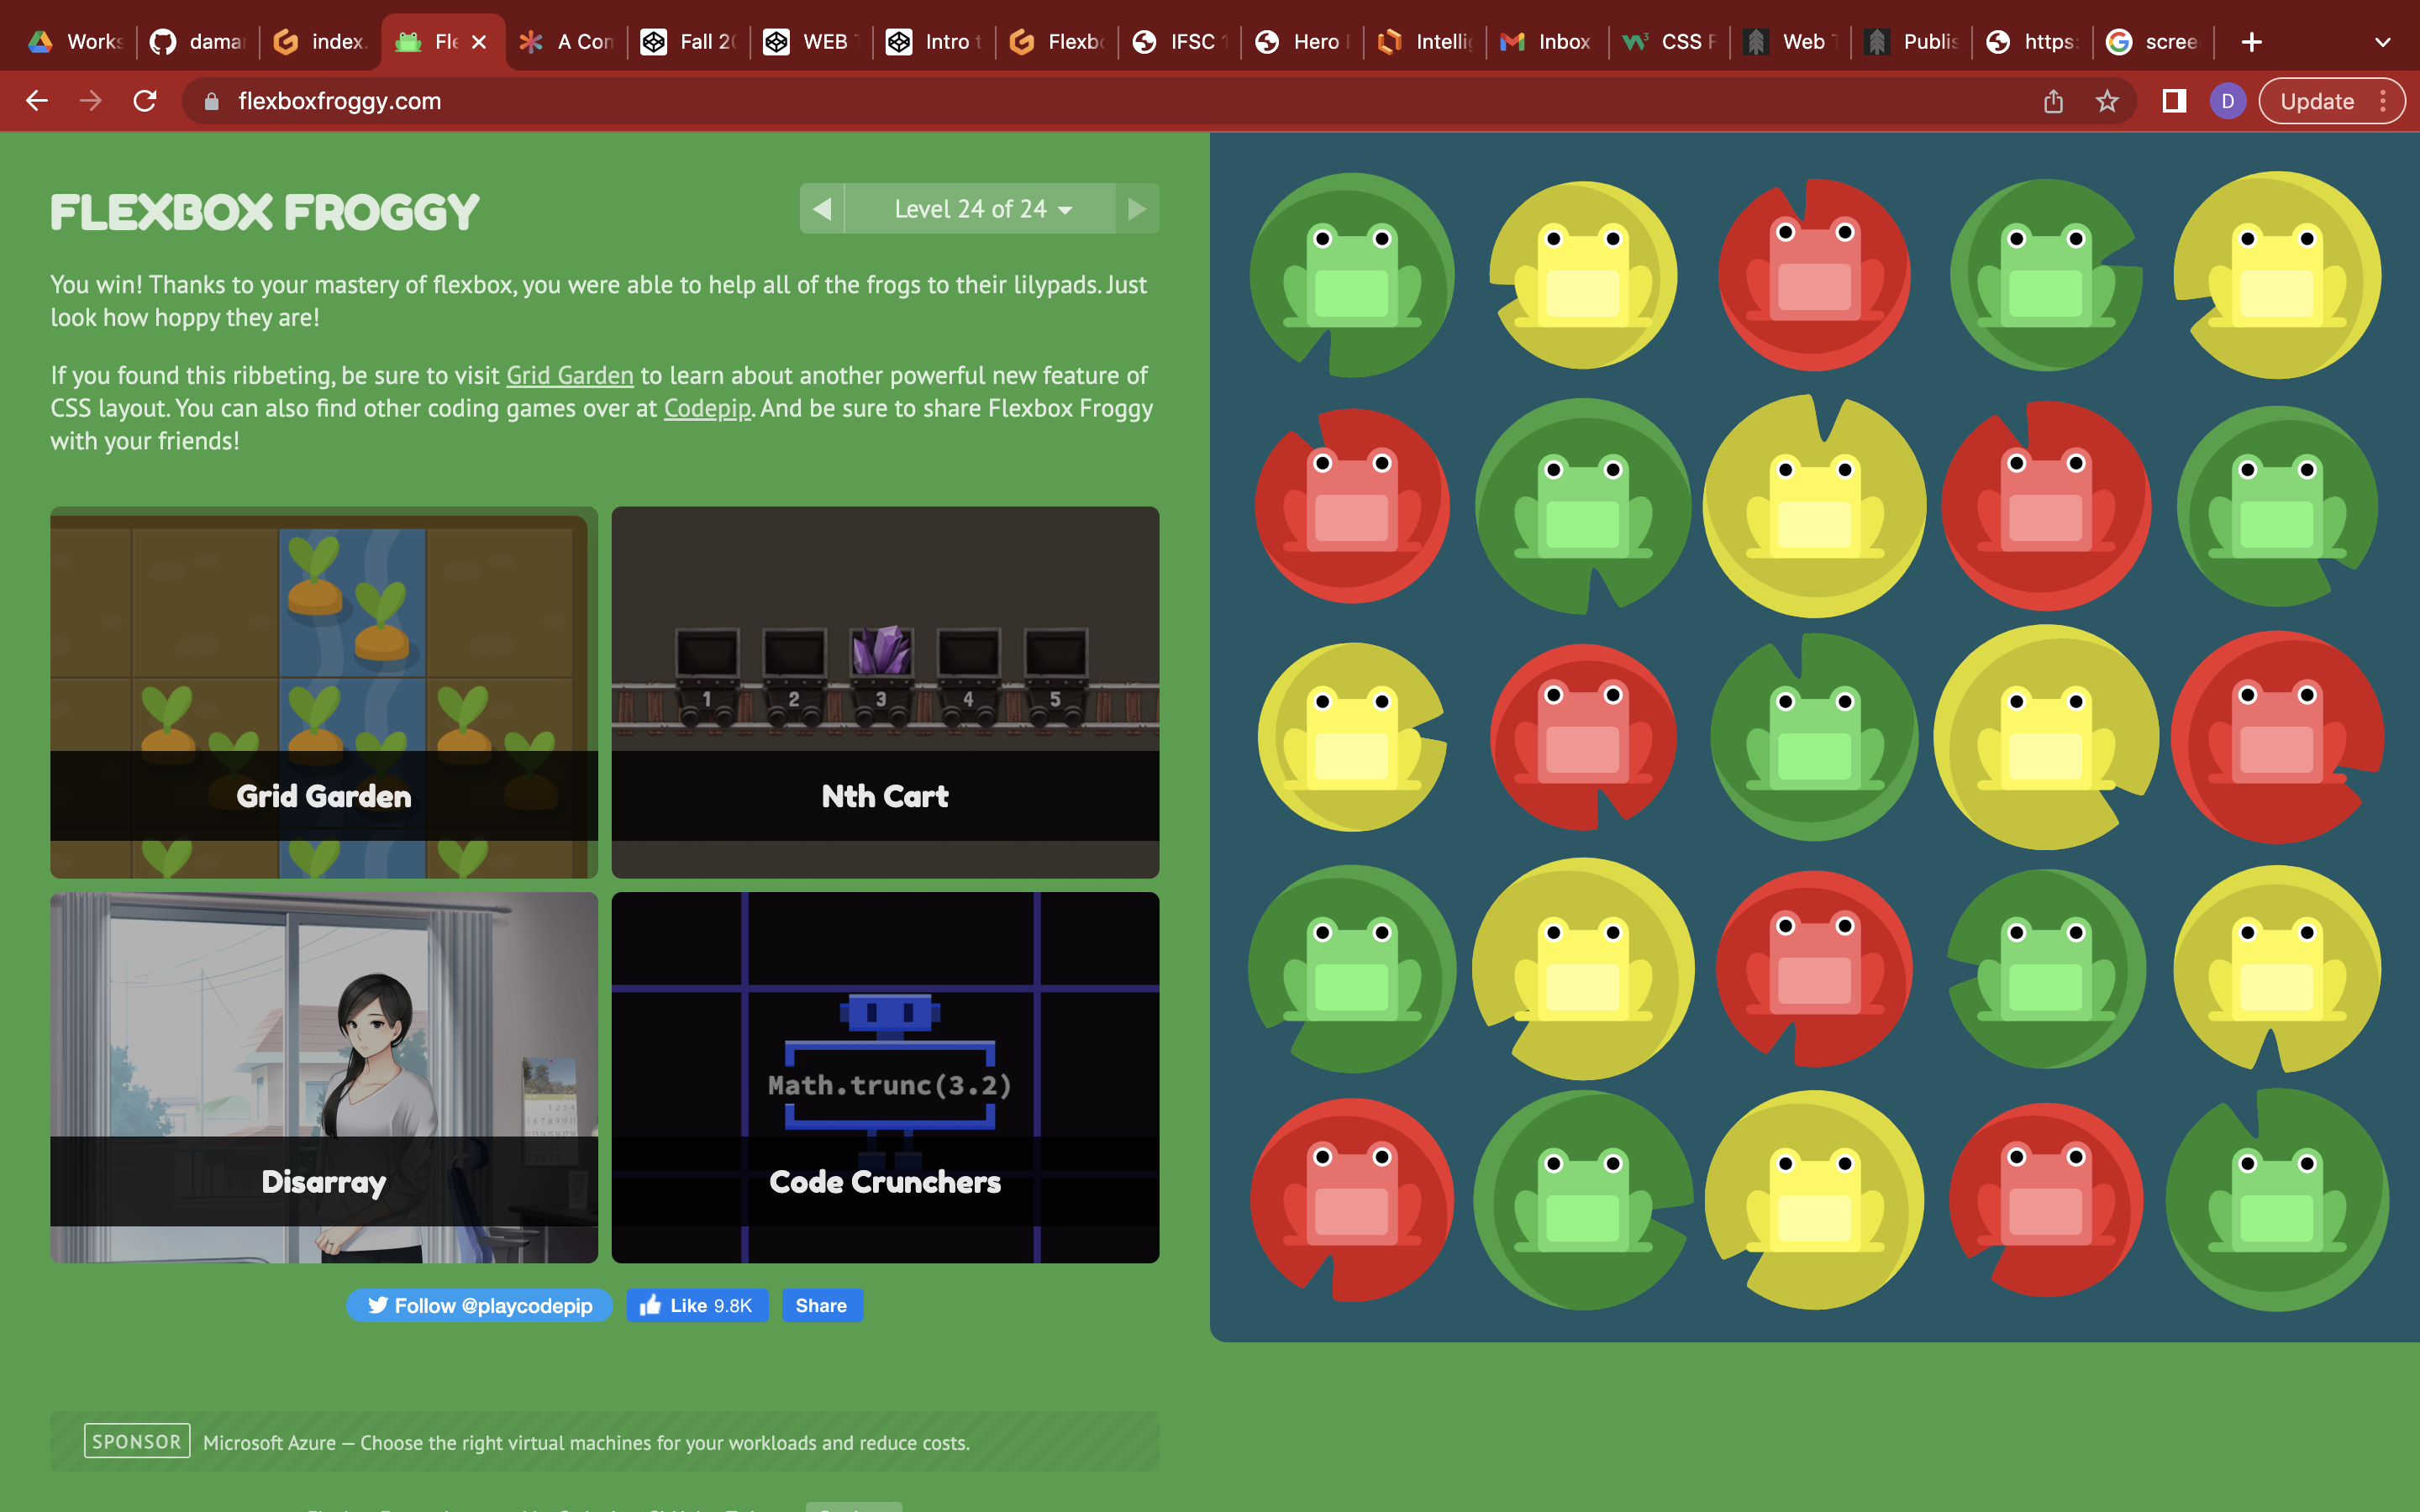 Works
dama
index.
Fle
A Con
Fall 20
WEB T
Intro t
Flexbo
IFSC 1
Hero
Intelli
Inbox
CSS F
Web T
Publis
https:
scree
flexboxfroggy.com
D
Update
FLEXBOX FROGGY
Level 24 of 24
You win! Thanks to your mastery of flexbox, you were able to help all of the frogs to their lilypads. Just
look how hoppy they are!
If you found this ribbeting, be sure to visit Grid Garden to learn about another powerful new feature of
CSS layout. You can also find other coding games over at Codepip. And be sure to share Flexbox Froggy
with your friends!
1 2 3 4 5
Grid Garden
Nth Cart
Math.trunc(3.2)
Disarray
Code Crunchers
Follow @playcodepip
Like 9.8K
Share
SPONSOR Microsoft Azure — Choose the right virtual machines for your workloads and reduce costs.